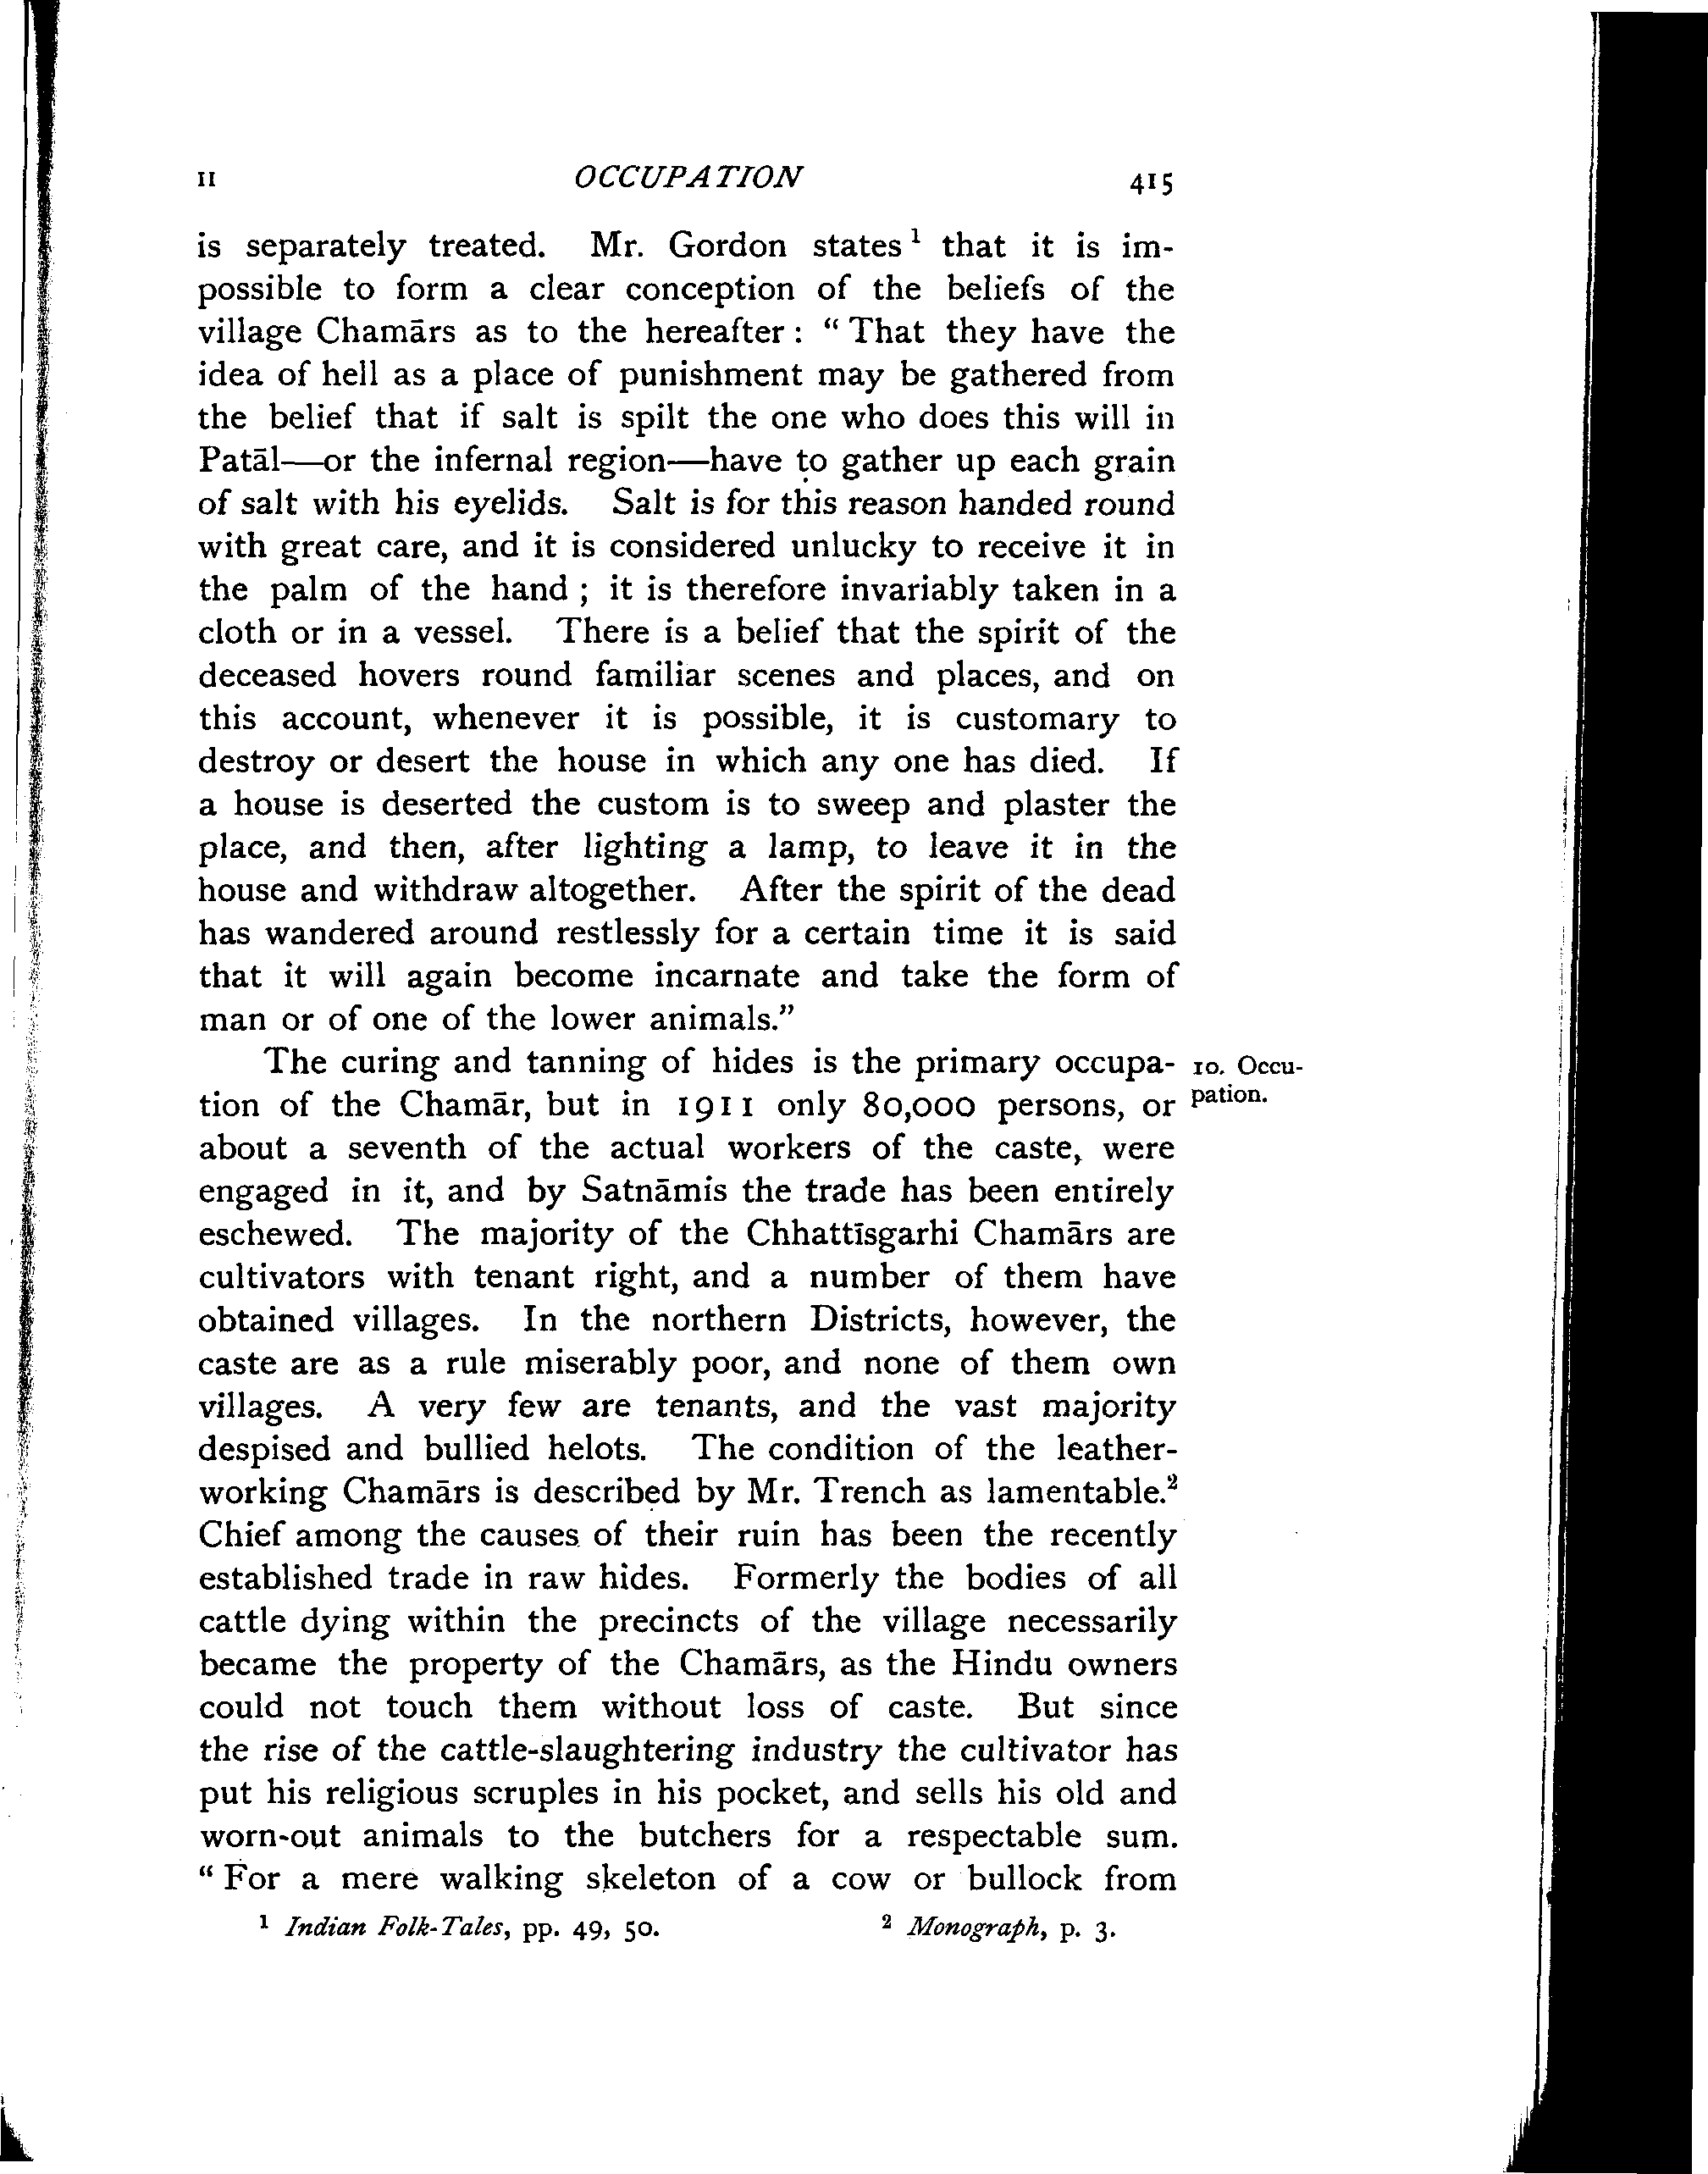 II OCCUPATION 415
is separately treated. Mr. Gordon states ¹ that it is im-
possible to form a clear conception of the beliefs of the
village Chamārs as to the hereafter : “ That they have the
idea of hell as a place of punishment may be gathered from
the belief that if salt is spilt the one who does this will in
Patāl—or the infernal region—have to gather up each grain
of salt with his eyelids. Salt is for this reason handed round
with great care, and it is considered unlucky to receive it in
the palm of the hand ; it is therefore invariably taken in a
cloth or in a vessel. There is a belief that the spirit of the
deceased hovers round familiar scenes and places, and on
this account, whenever it is possible, it is customary to
destroy or desert the house in which any one has died. If
a house is deserted the custom is to sweep and plaster the
place, and then, after lighting a lamp, to leave it in the
house and withdraw altogether. After the spirit of the dead
has wandered around restlessly for a certain time it is said
that it will again become incarnate and take the form of
man or of one of the lower animals.”
The curing and tanning of hides is the primary occupa-
10. Occu-
pation.
tion of the Chamār, but in 1911 only 80,000 persons, or
about a seventh of the actual workers of the caste, were
engaged in it, and by Satnāmis the trade has been entirely
eschewed. The majority of the Chhattīsgarhi Chamārs are
cultivators with tenant right, and a number of them have
obtained villages. In the northern Districts, however, the
caste are as a rule miserably poor, and none of them own
villages. A very few are tenants, and the vast majority
despised and bullied helots. The condition of the leather-
working Chamārs is described by Mr. Trench as lamentable.²
Chief among the causes of their ruin has been the recently
established trade in raw hides. Formerly the bodies of all
cattle dying within the precincts of the village necessarily
became the property of the Chamārs, as the Hindu owners
could not touch them without loss of caste. But since
the rise of the cattle-slaughtering industry the cultivator has
put his religious scruples in his pocket, and sells his old and
worn-out animals to the butchers for a respectable sum.
“ For a mere walking skeleton of a cow or bullock from
¹ Indian Folk-Tales, pp. 49, 50. ² Monograph, p. 3.